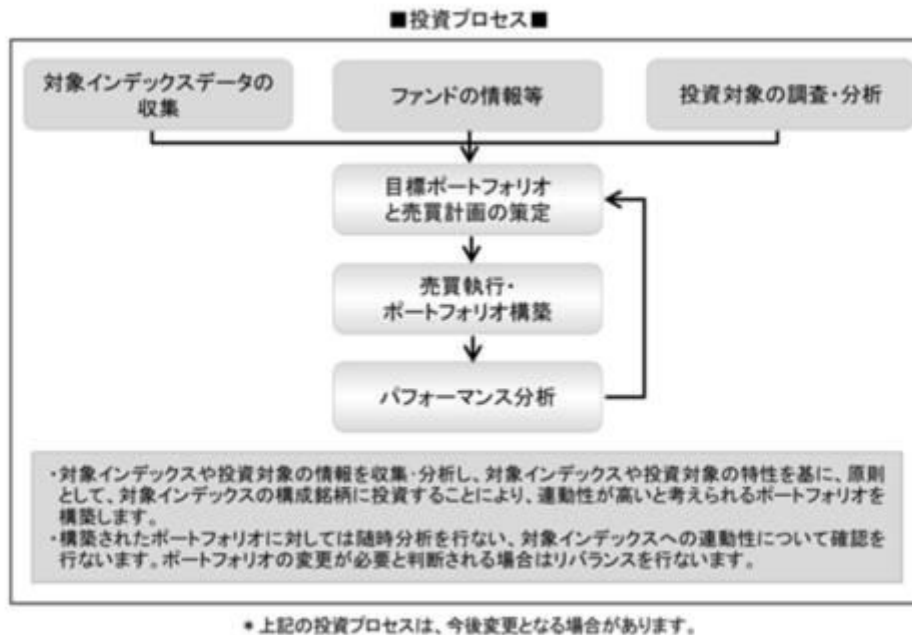 ■投資プロセス■
対象インデックスデータの
収集
ファンドの情報等
投資対象の調査・分析
目標ポートフォリオ
と売買計画の策定
売買執行・
ポートフォリオ構築
パフォーマンス分析
・対象インデックスや投資対象の情報を収集・分析し、対象インデックスや投資対象の特性を基に、原則
として、対象インデックスの構成銘柄に投資することにより、連動性が高いと考えられるポートフォリオを
構築します。
・構築されたポートフォリオに対しては随時分析を行ない、対象インデックスへの連動性について確認を
行ないます。ポートフォリオの変更が必要と判断される場合はリバランスを行ないます。
＊上記の投資プロセスは、今後変更となる場合があります。